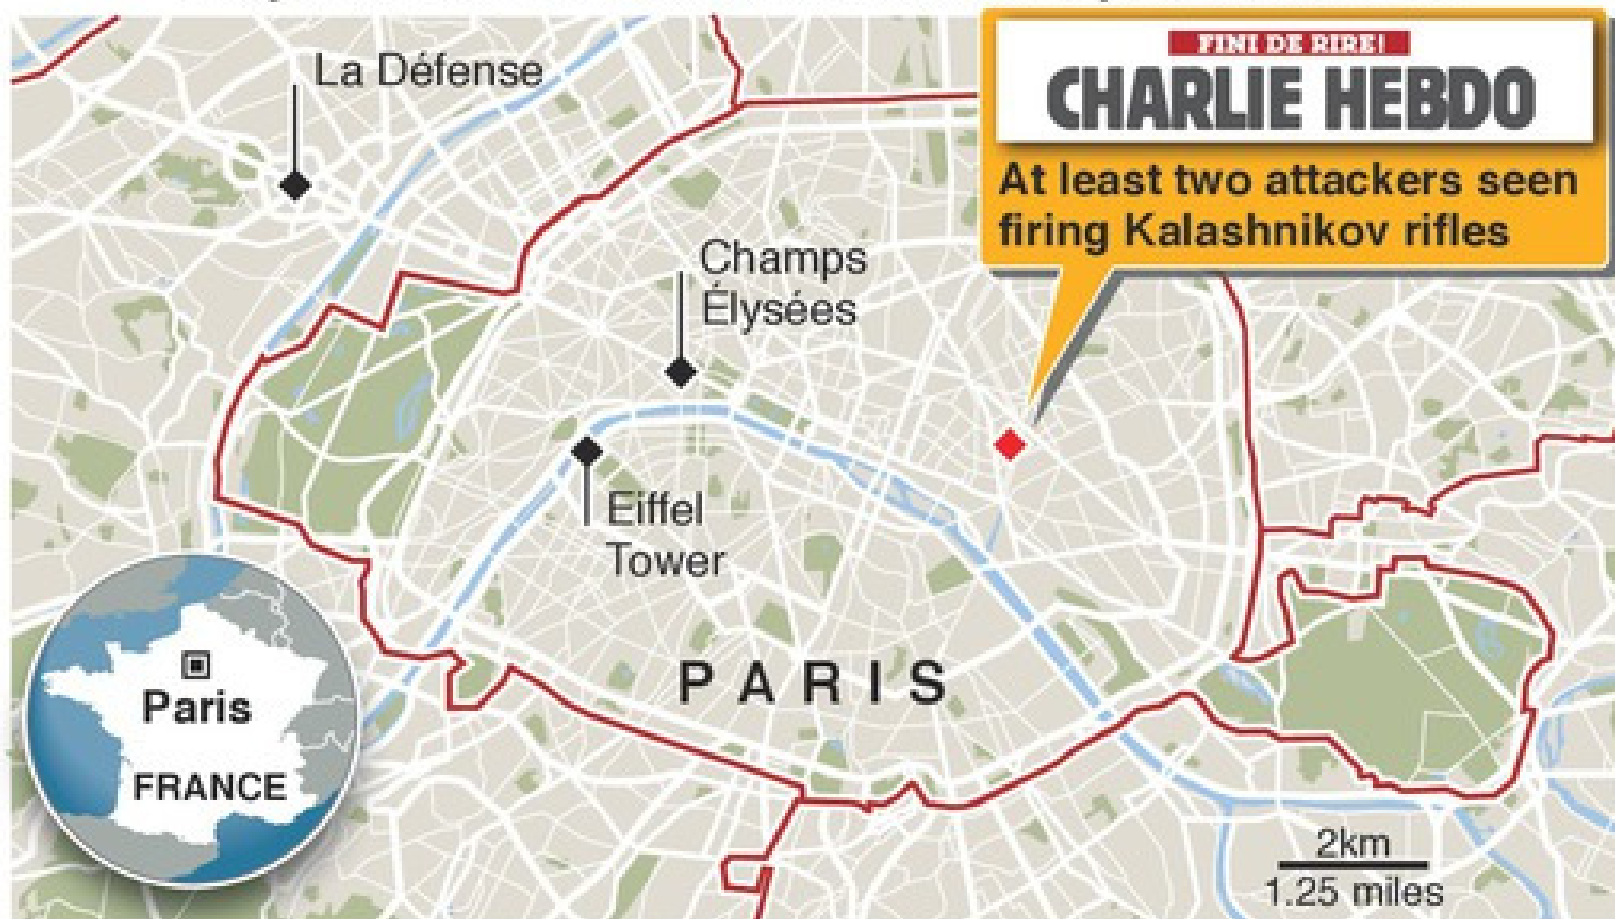 La Défense
FINI DE RIRE!
CHARLIE HEBDO
At least two attackers seen
firing Kalashnikov rifles
Champs
Élysées
Eiffel
Tower
PARIS
Paris
FRANCE
2km
1.25 miles